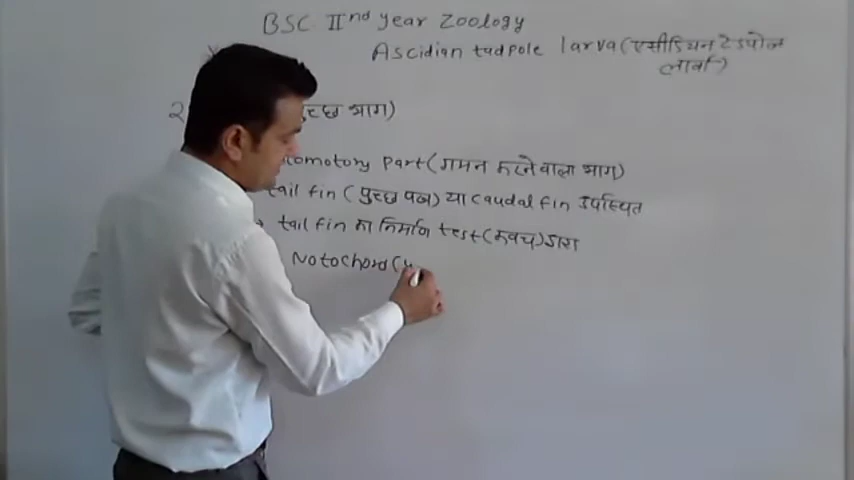 BSC IInd year Zoology
Ascidian tadpole larva (एसीडियन टेडपोल
लार्वा)
2 पुच्छ भाग)
Locomotory part (गमन करने वाला भाग)
tail fin (पुच्छ पख) या caudal fin उपस्थित
tail fin का निर्माण test (कवच) द्वारा
Notochord (